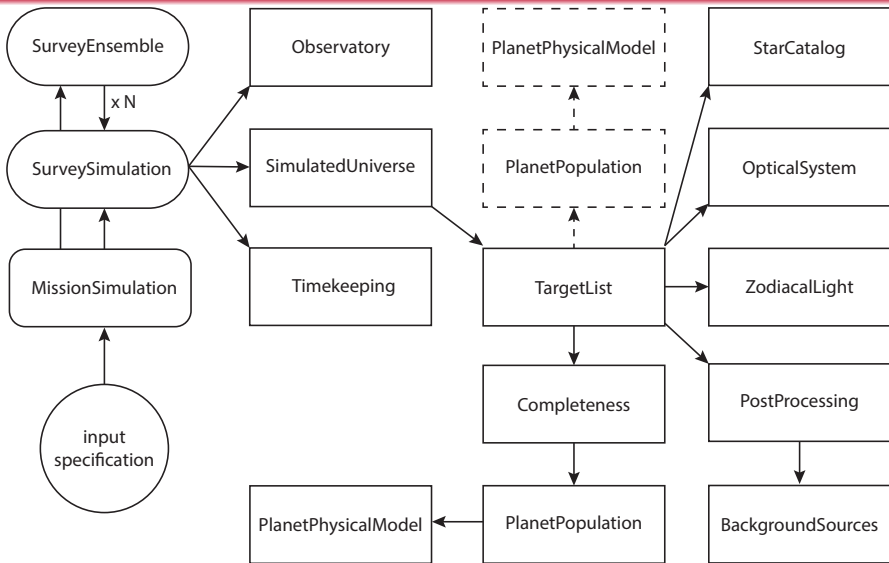 SurveyEnsemble
Observatory
PlanetPhysicalModel
StarCatalog
x N
SurveySimulation
SimulatedUniverse
PlanetPopulation
OpticalSystem
MissionSimulation
Timekeeping
TargetList
ZodiacalLight
input
specification
Completeness
PostProcessing
PlanetPhysicalModel
PlanetPopulation
BackgroundSources